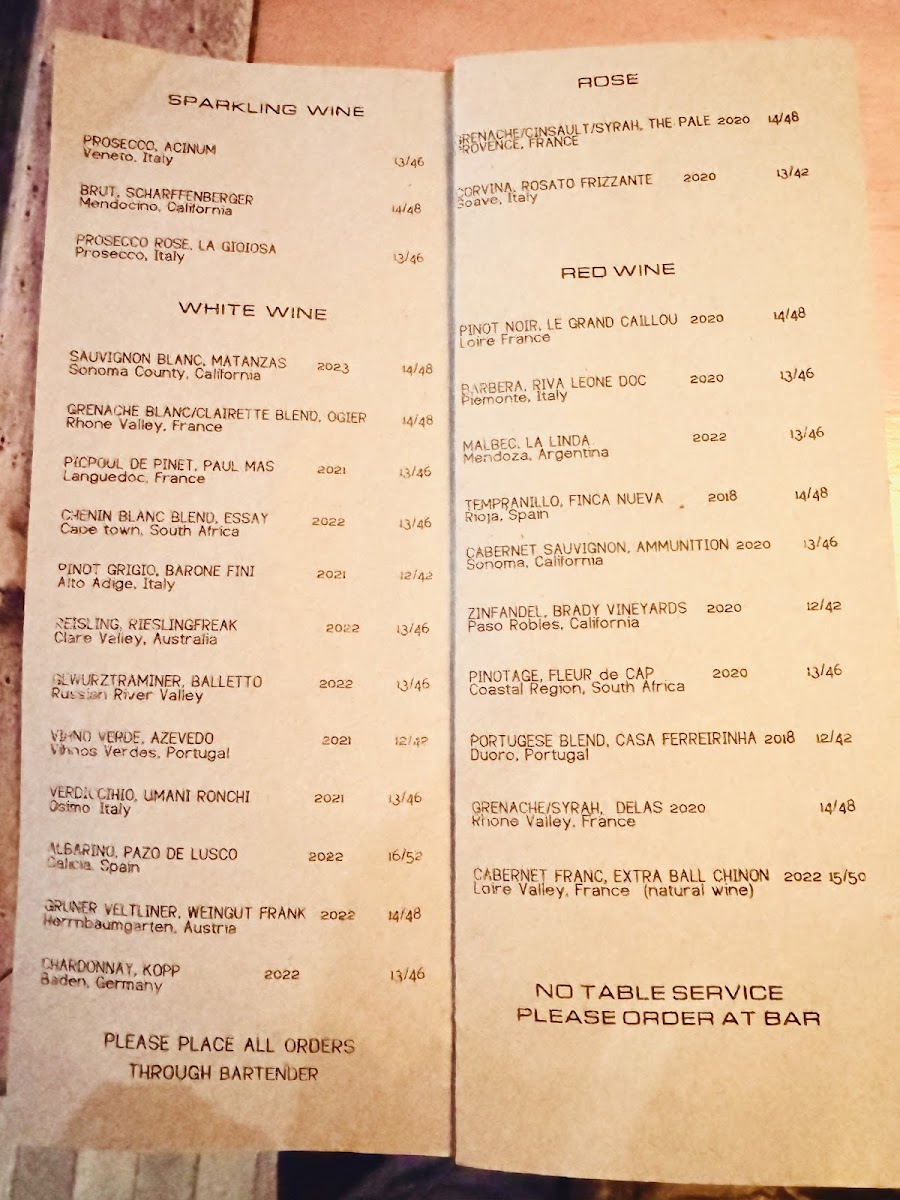 SPARKLING WINE
PROSECCO, ACINUM
Veneto, Italy 13/46
BRUT, SCHARFFENBERGER
Mendocino, California 14/48
PROSECCO ROSE, LA GIOIOSA
Prosecco, Italy 13/46
WHITE WINE
SAUVIGNON BLANC, MATANZAS 2023 14/48
Sonoma County, California
GRENACHE BLANC/CLAIRETTE BLEND, OGIER 14/48
Rhone Valley, France
PICPOUL DE PINET, PAUL MAS 2021 13/46
Languedoc, France
CHENIN BLANC BLEND, ESSAY 2022 13/46
Cape town, South Africa
PINOT GRIGIO, BARONE FINI 2021 12/42
Alto Adige, Italy
REISLING, RIESLINGFREAK 2022 13/46
Clare Valley, Australia
GEWURZTRAMINER, BALLETTO 2022 13/46
Russian River Valley
VIHNO VERDE, AZEVEDO 2021 12/42
Vihnos Verdes, Portugal
VERDICCIHIO, UMANI RONCHI 2021 13/46
Osimo Italy
ALBARINO, PAZO DE LUSCO 2022 16/52
Galicia, Spain
GRUNER VELTLINER, WEINGUT FRANK 2022 14/48
Herrnbaumgarten, Austria
CHARDONNAY, KOPP 2022 13/46
Baden, Germany
PLEASE PLACE ALL ORDERS
THROUGH BARTENDER
ROSE
GRENACHE/CINSAULT/SYRAH, THE PALE 2020 14/48
PROVENCE, FRANCE
CORVINA, ROSATO FRIZZANTE 2020 13/42
Soave, Italy
RED WINE
PINOT NOIR, LE GRAND CAILLOU 2020 14/48
Loire France
BARBERA, RIVA LEONE DOC 2020 13/46
Piemonte, Italy
MALBEC, LA LINDA 2022 13/46
Mendoza, Argentina
TEMPRANILLO, FINCA NUEVA 2018 14/48
Rioja, Spain
CABERNET SAUVIGNON, AMMUNITION 2020 13/46
Sonoma, California
ZINFANDEL, BRADY VINEYARDS 2020 12/42
Paso Robles, California
PINOTAGE, FLEUR de CAP 2020 13/46
Coastal Region, South Africa
PORTUGESE BLEND, CASA FERREIRINHA 2018 12/42
Duoro, Portugal
GRENACHE/SYRAH, DELAS 2020 14/48
Rhone Valley, France
CABERNET FRANC, EXTRA BALL CHINON 2022 15/50
Loire Valley, France (natural wine)
NO TABLE SERVICE
PLEASE ORDER AT BAR